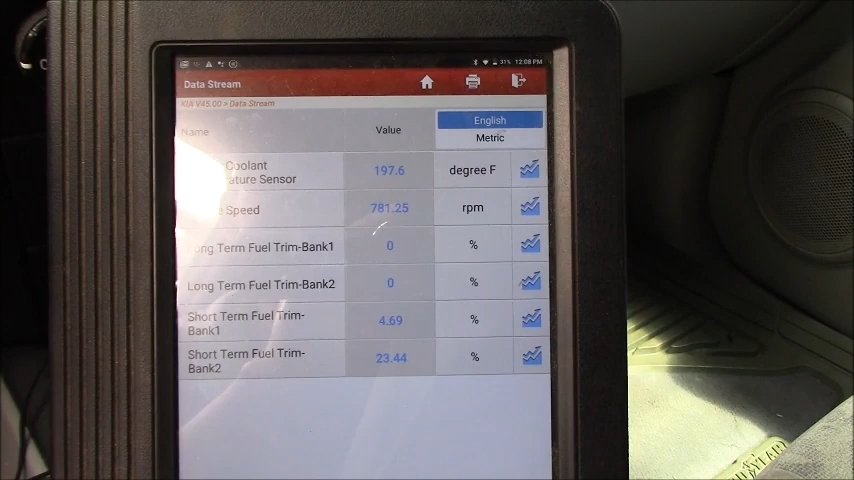 31% 12:08 PM
Data Stream
KIA V45.00 > Data Stream
Name Value English
Metric
Coolant
ature Sensor 197.6 degree F
Speed 781.25 rpm
Long Term Fuel Trim-Bank1 0 %
Long Term Fuel Trim-Bank2 0 %
Short Term Fuel Trim-
Bank1 4.69 %
Short Term Fuel Trim-
Bank2 23.44 %